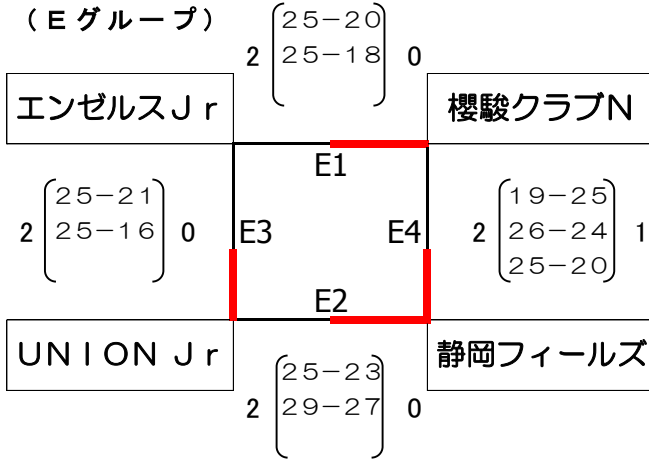 （Ｅグループ）
２５－２０
2 ２５－１８ 0
エンゼルスＪｒ
櫻駿クラブＮ
E1
２５－２１
2 ２５－１６ 0
E3
E4
１９－２５
2 ２６－２４ 1
２５－２０
E2
ＵＮＩＯＮ Ｊｒ
静岡フィールズ
２５－２３
2 ２９－２７ 0